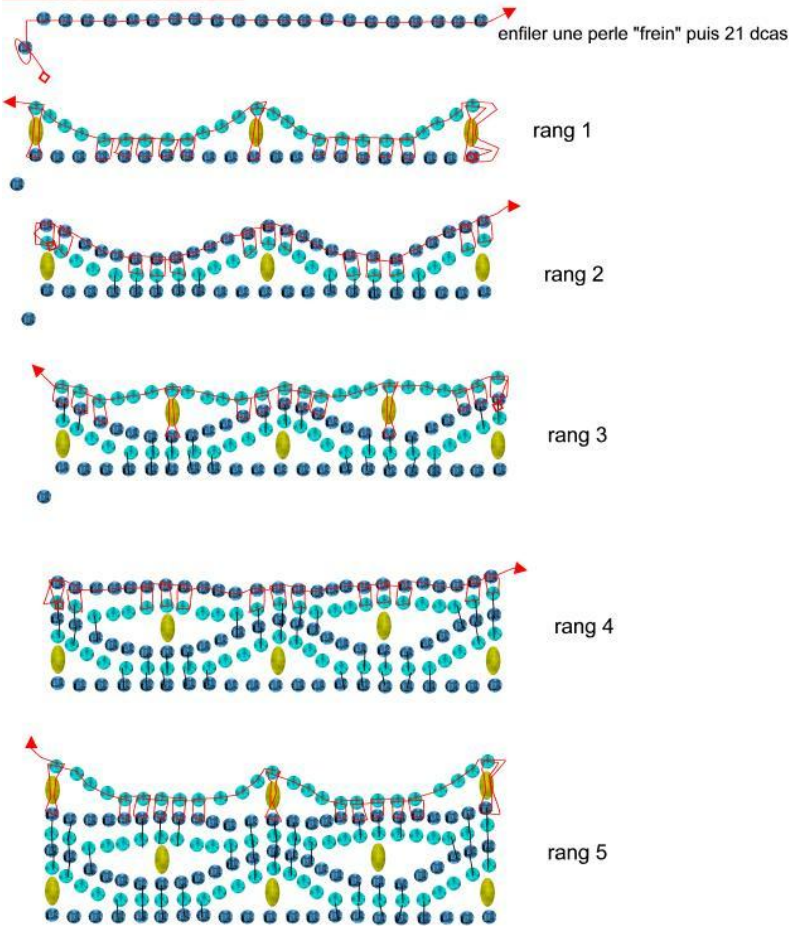 enfiler une perle "frein" puis 21 dcas
rang 1
rang 2
rang 3
rang 4
rang 5